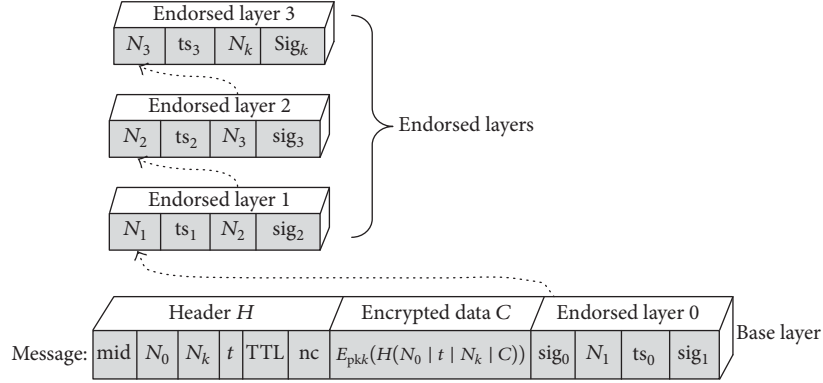 Endorsed layer 3
N₃ ts₃ Nₖ Sigₖ
Endorsed layer 2
N₂ ts₂ N₃ sig₃
Endorsed layers
Endorsed layer 1
N₁ ts₁ N₂ sig₂
Header H Encrypted data C Endorsed layer 0
Base layer
Message: mid N₀ Nₖ t TTL nc Eₚₖₖ(H(N₀ | t | Nₖ | C)) sig₀ N₁ ts₀ sig₁